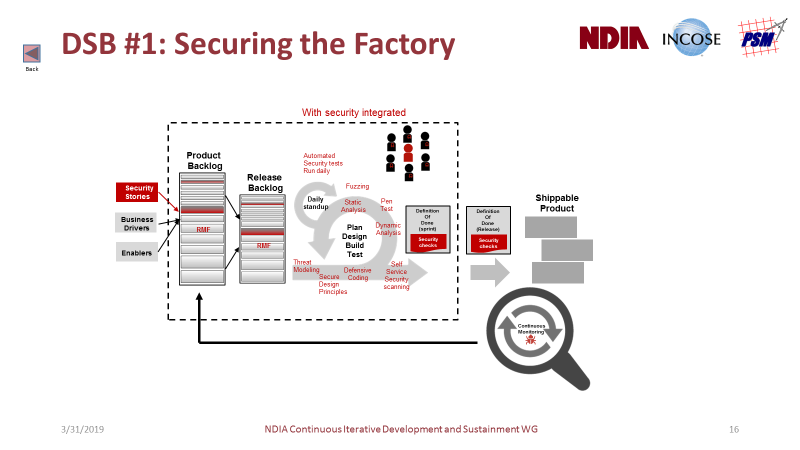 DSB #1: Securing the Factory
NDIA
INCOSE
PSM
Back
With security integrated
Product
Backlog
Release
Backlog
Security
Stories
Business
Drivers
Enablers
RMF
RMF
Automated
Security tests
Run daily
Fuzzing
Daily
standup
Static
Analysis
Pen
Test
Plan
Design
Build
Test
Dynamic
Analysis
Threat
Modeling
Secure
Design
Principles
Defensive
Coding
Self
Service
Security
scanning
Definition
Of
Done
(sprint)
Security
checks
Definition
Of
Done
(Release)
Security
checks
Shippable
Product
Continuous
Monitoring
3/31/2019
NDIA Continuous Iterative Development and Sustainment WG
16